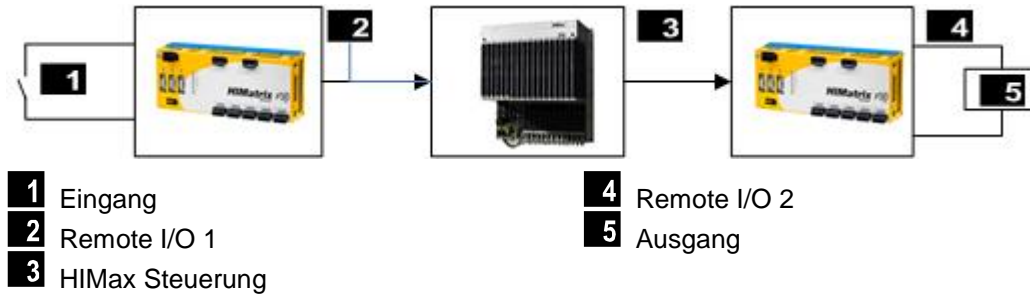 1
2
3
4
5
HIMatrix
HIMatrix
1 Eingang
2 Remote I/O 1
3 HIMax Steuerung
4 Remote I/O 2
5 Ausgang